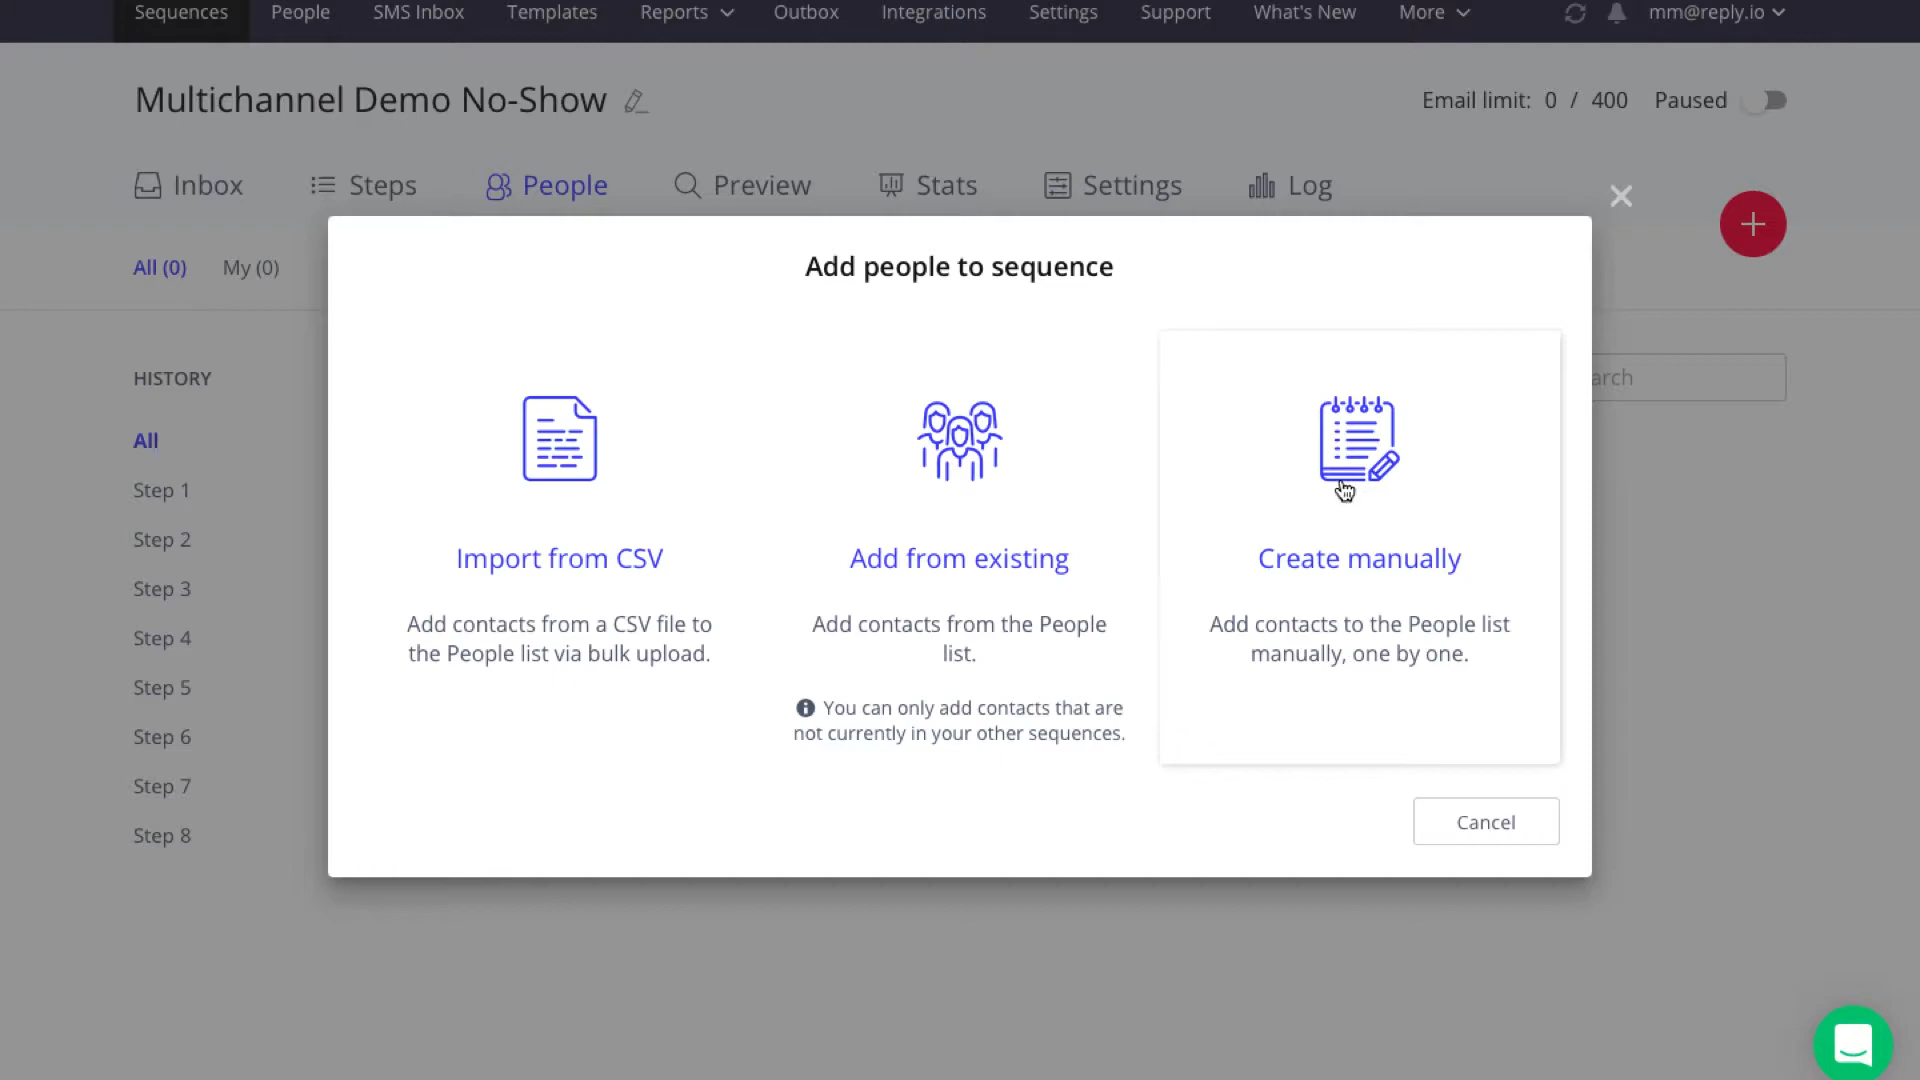 Sequences People SMS Inbox Templates Reports Outbox Integrations Settings Support What's New More mm@reply.io
Multichannel Demo No-Show
Email limit: 0 / 400 Paused
Inbox Steps People Preview Stats Settings Log
All (0) My (0)
Add people to sequence
HISTORY
arch
All
Step 1
Step 2
Step 3
Step 4
Step 5
Step 6
Step 7
Step 8
Import from CSV
Add contacts from a CSV file to
the People list via bulk upload.
Add from existing
Add contacts from the People
list.
You can only add contacts that are
not currently in your other sequences.
Create manually
Add contacts to the People list
manually, one by one.
Cancel